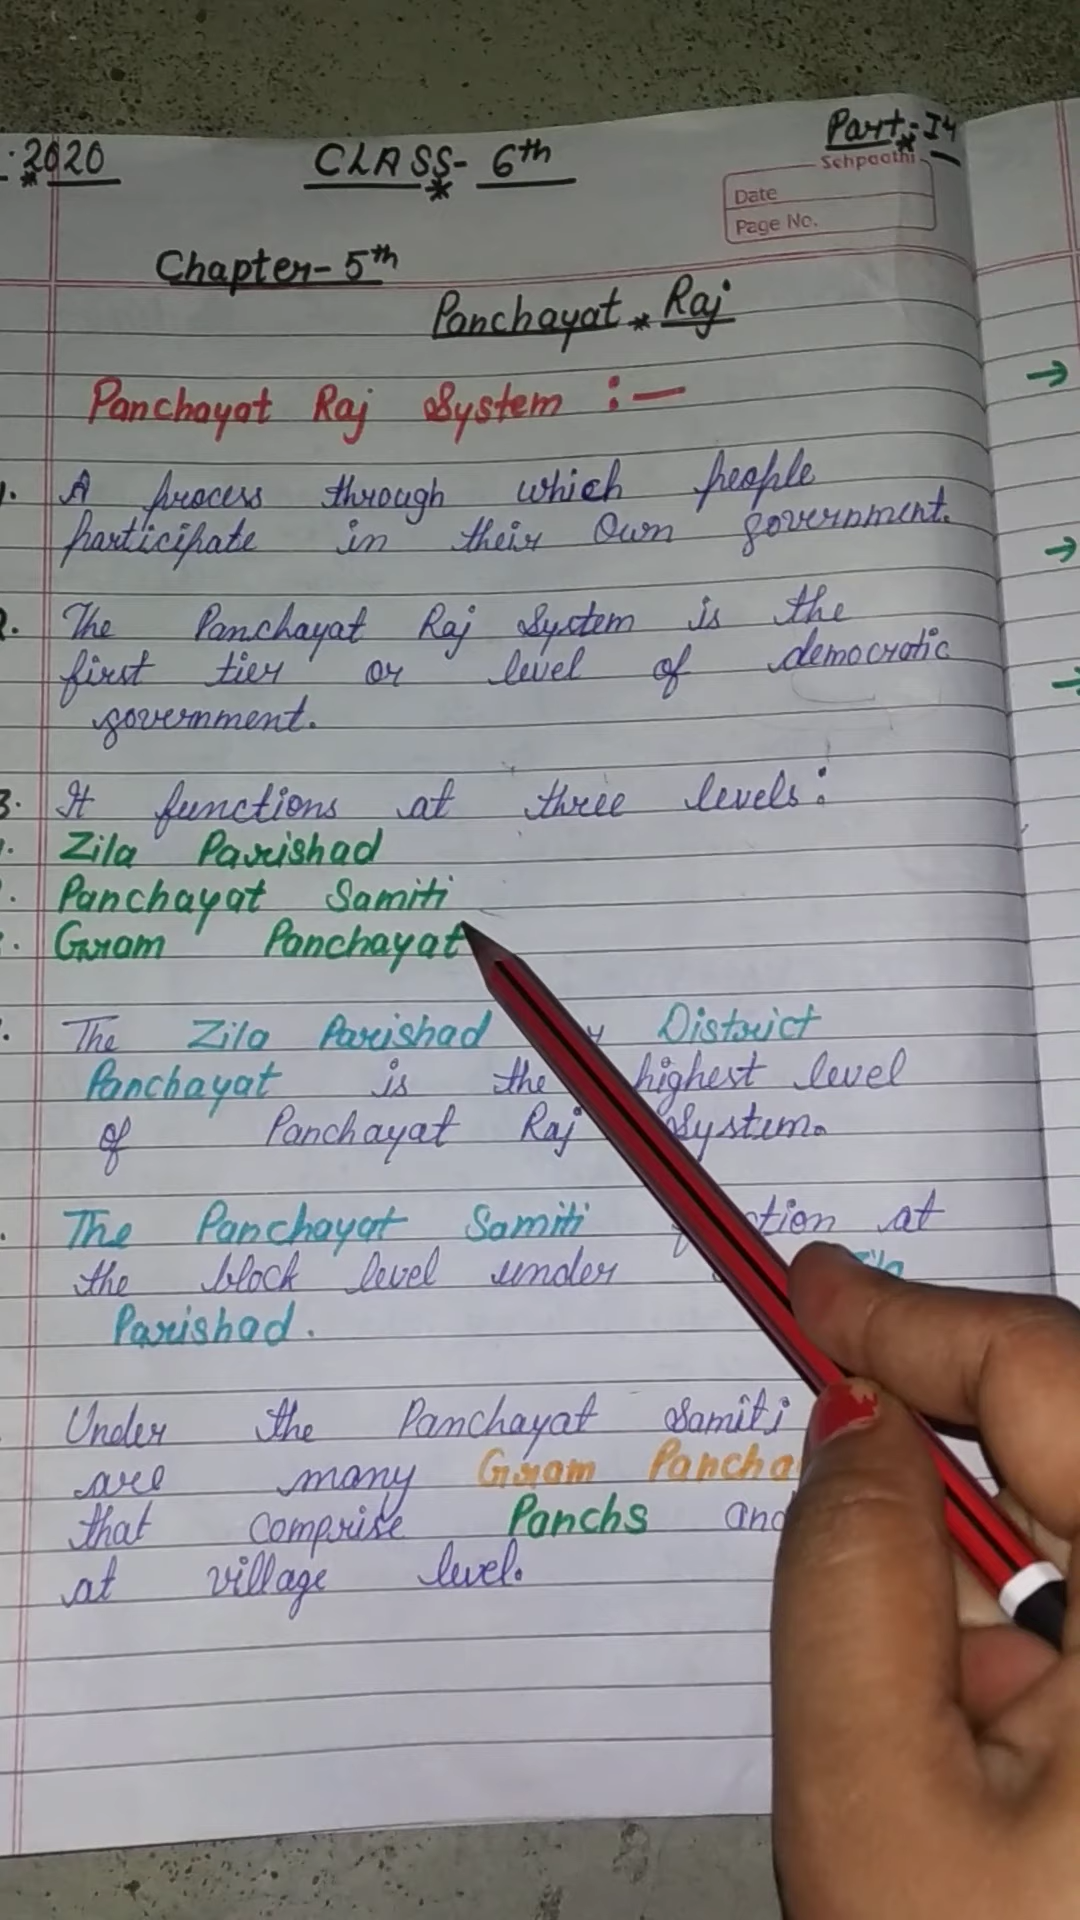 2020
CLASS- 6th
Part-I
Sehpaathi
Date
Page No.
Chapter-5th
Panchayat Raj
Panchayat Raj System :-
1. A process through which people
participate in their own government.
2. The Panchayat Raj System is the
first tier or level of democratic
government.
3. It functions at three levels:
Zila Parishad
Panchayat Samiti
Gram Panchayat
The Zila Parishad District
Panchayat is the highest level
of Panchayat Raj System.
The Panchayat Samiti at
the block level under
Parishad.
Under the Panchayat Samiti
are many Gram
that comprise Panchs
at village level.